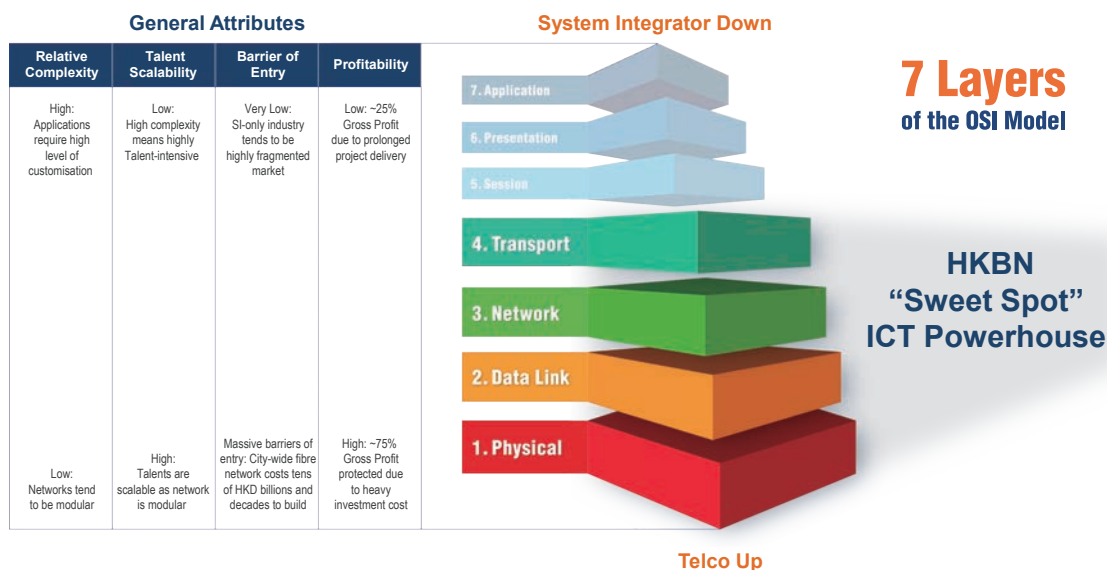 General Attributes
System Integrator Down
Relative
Complexity
Talent
Scalability
Barrier of
Entry
Profitability
High:
Applications
require high
level of
customisation
Low:
High complexity
means highly
Talent-intensive
Very Low:
SI-only industry
tends to be
highly fragmented
market
Low: ~25%
Gross Profit
due to prolonged
project delivery
Low:
Networks tend
to be modular
High:
Talents are
scalable as network
is modular
Massive barriers of
entry: City-wide fibre
network costs tens
of HKD billions and
decades to build
High: ~75%
Gross Profit
protected due
to heavy
investment cost
7. Application
6. Presentation
5. Session
4. Transport
3. Network
2. Data Link
1. Physical
7 Layers
of the OSI Model
HKBN
“Sweet Spot”
ICT Powerhouse
Telco Up